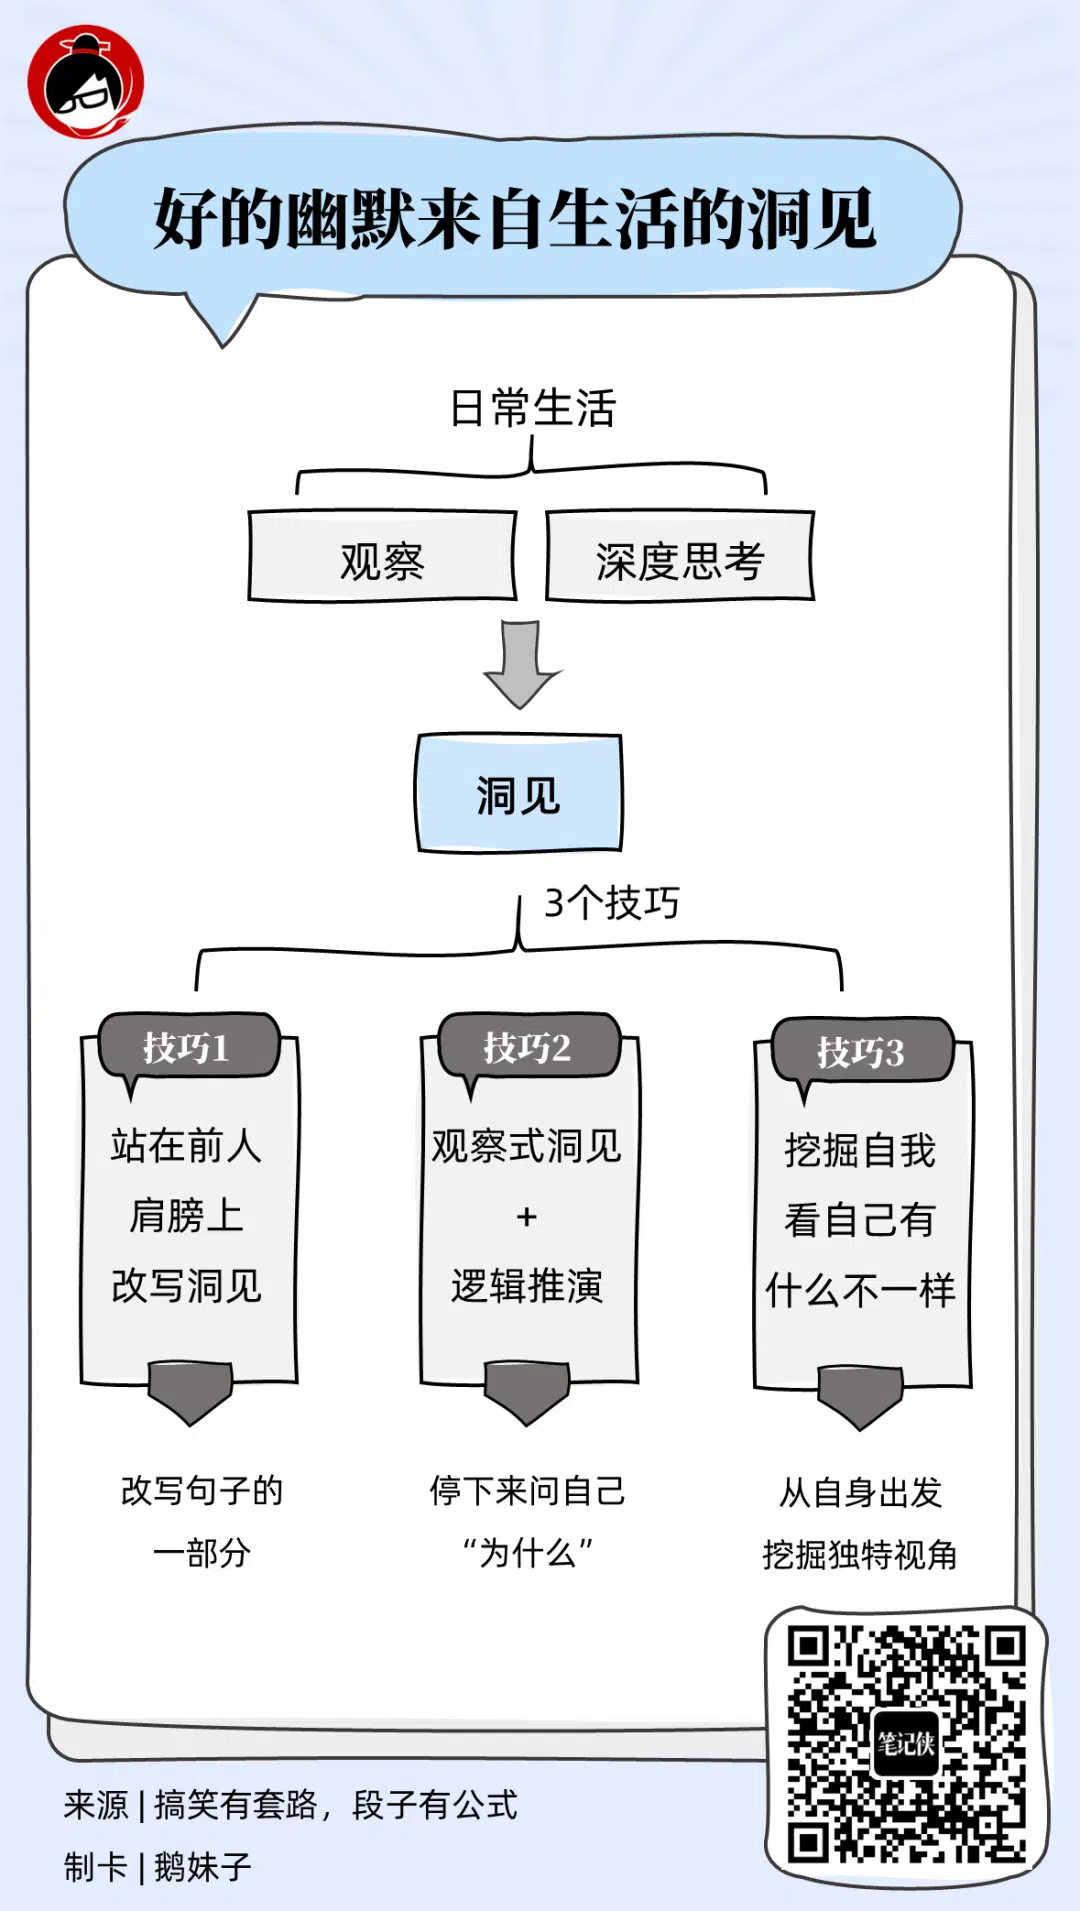 好的幽默来自生活的洞见
日常生活
观察
深度思考
洞见
3个技巧
技巧1
站在前人
肩膀上
改写洞见
改写句子的
一部分
技巧2
观察式洞见
+
逻辑推演
停下来问自己
“为什么”
技巧3
挖掘自我
看自己有
什么不一样
从自身出发
挖掘独特视角
笔记侠
来源 | 搞笑有套路，段子有公式
制卡 | 鹅妹子